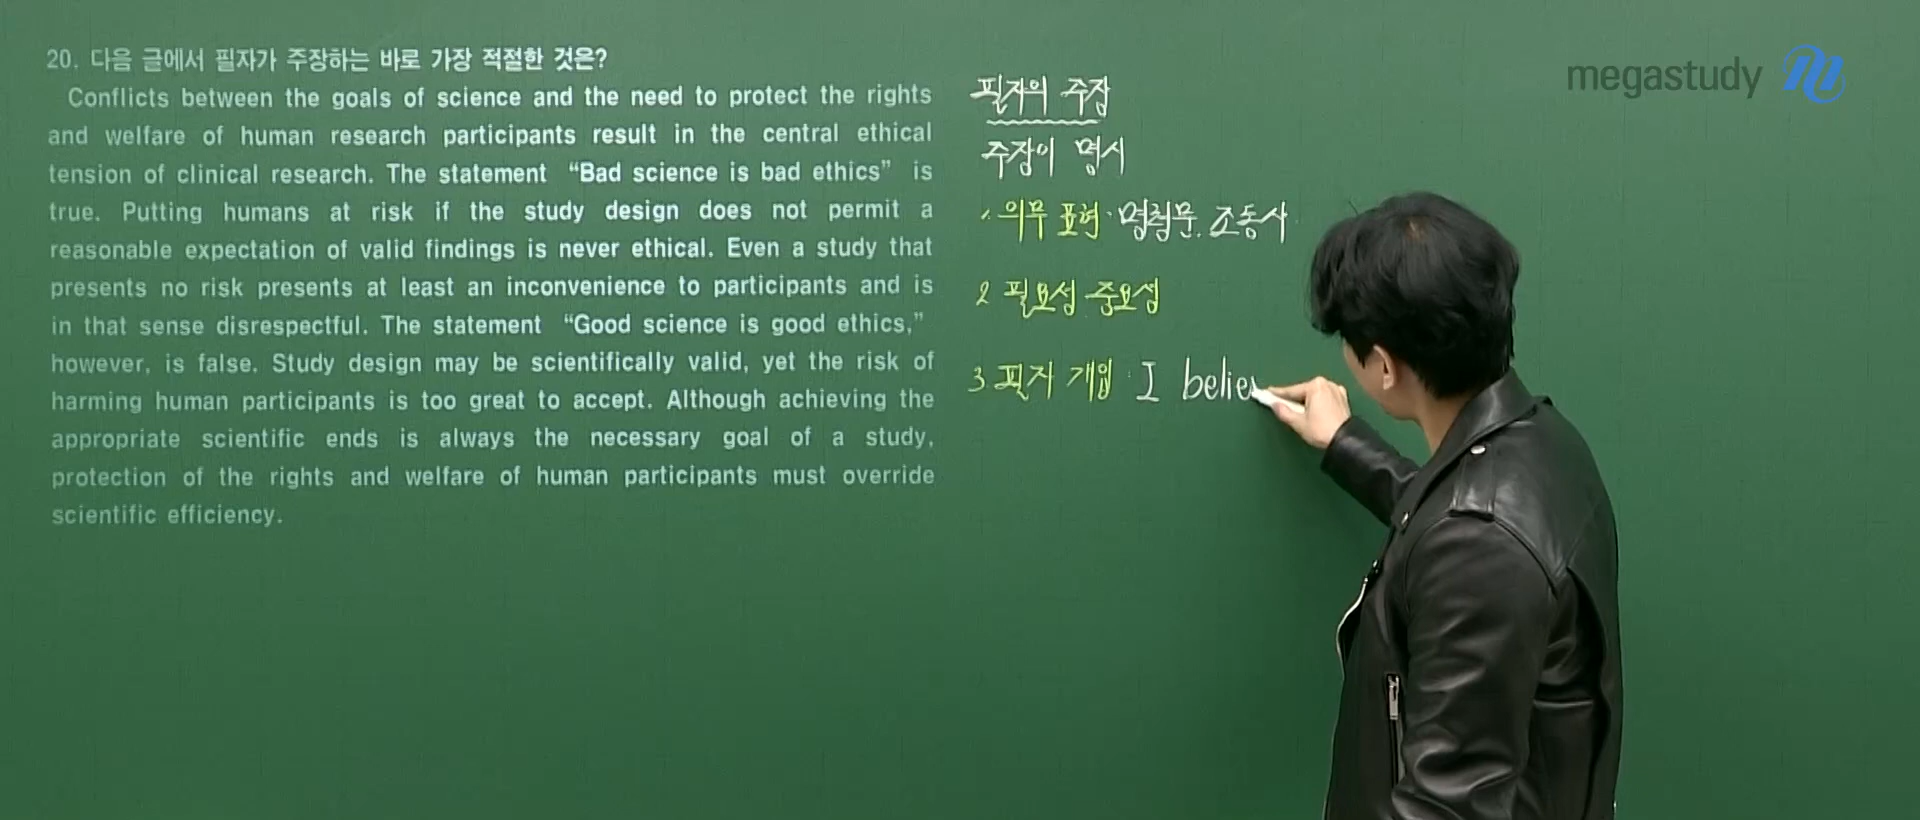 20. 다음 글에서 필자가 주장하는 바로 가장 적절한 것은?
Conflicts between the goals of science and the need to protect the rights
and welfare of human research participants result in the central ethical
tension of clinical research. The statement “Bad science is bad ethics” is
true. Putting humans at risk if the study design does not permit a
reasonable expectation of valid findings is never ethical. Even a study that
presents no risk presents at least an inconvenience to participants and is
in that sense disrespectful. The statement “Good science is good ethics,”
however, is false. Study design may be scientifically valid, yet the risk of
harming human participants is too great to accept. Although achieving the
appropriate scientific ends is always the necessary goal of a study,
protection of the rights and welfare of human participants must override
scientific efficiency.
필자의 주장
주장이 명시
1. 의무 표현· 명령문. 조동사
2 필요성 중요성
3 필자 개입 · I belie
megastudy